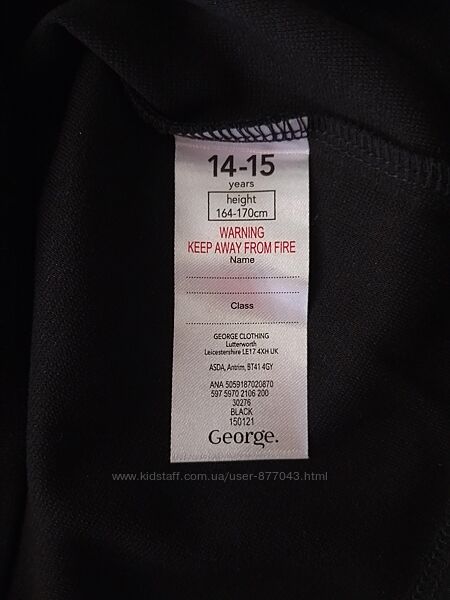 14-15
years
height
164-170cm
WARNING
KEEP AWAY FROM FIRE
Name
Class
GEORGE CLOTHING
Lutterworth
Leicestershire LE17 4XH UK
ASDA, Antrim, BT41 4GY
ANA 5059187020870
597 5970 2106 200
30276
BLACK
150121
George.
www.kidstaff.com.ua/user-877043.html